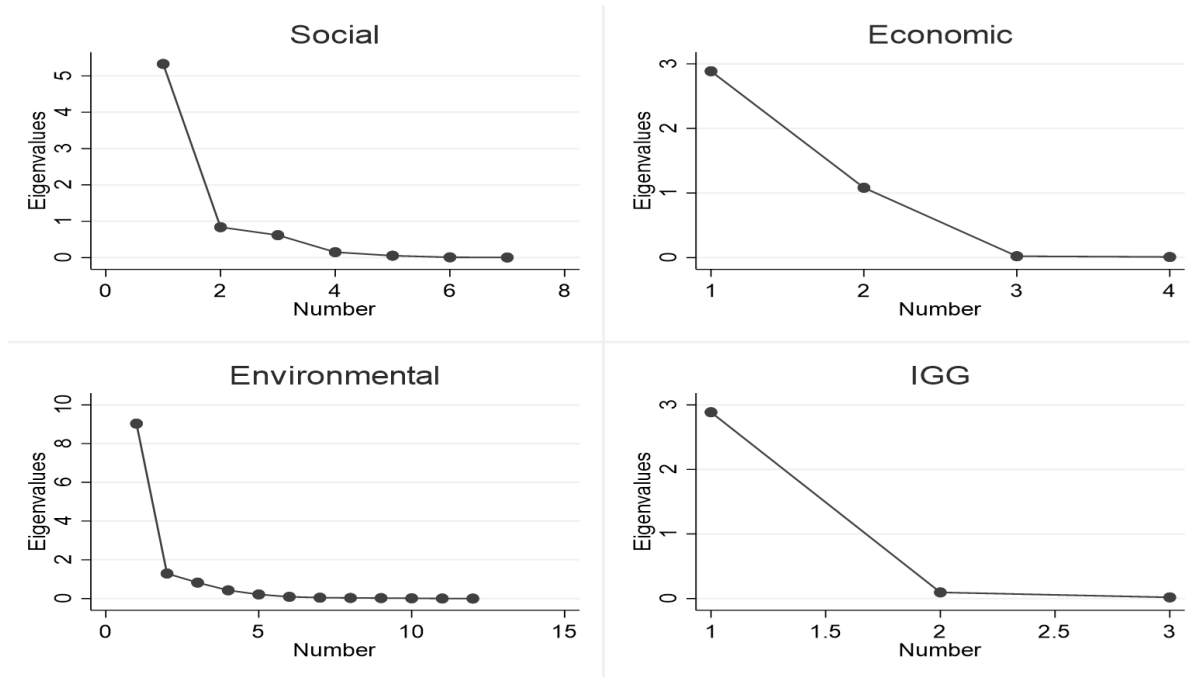 Social
Eigenvalues
5
4
3
2
1
0
0 2 4 6 8
Number
Economic
Eigenvalues
3
2
1
0
1 2 3 4
Number
Environmental
Eigenvalues
10
8
6
4
2
0
0 5 10 15
Number
IGG
Eigenvalues
3
2
1
0
1 1.5 2 2.5 3
Number